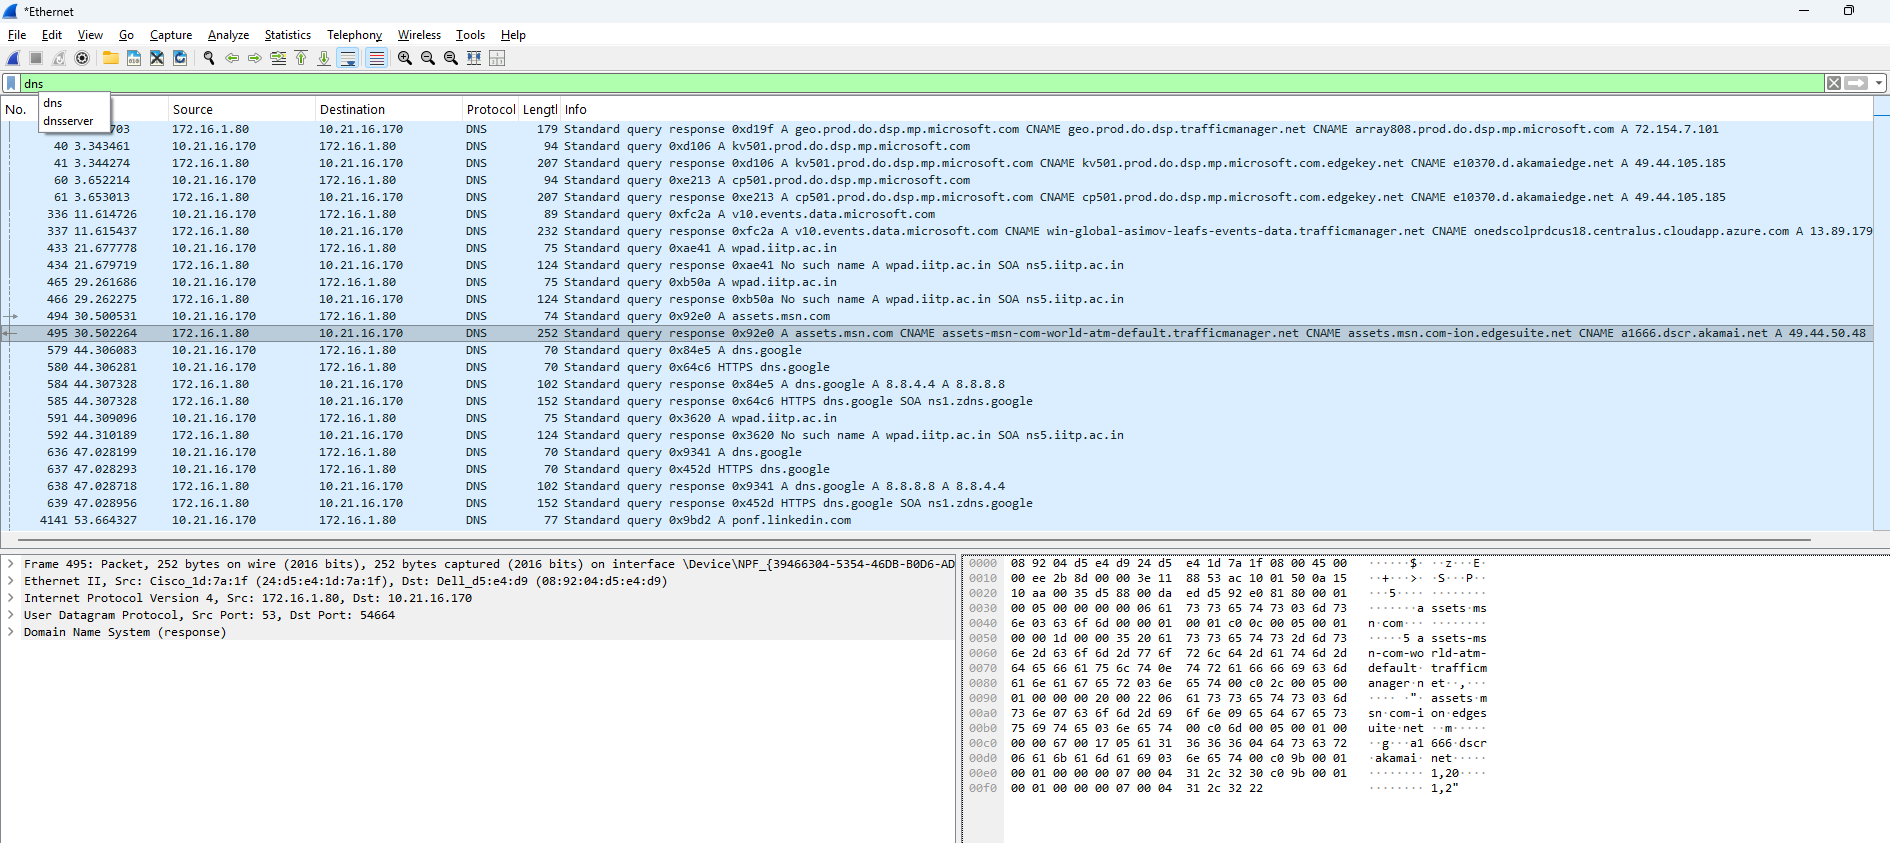 *Ethernet
File Edit View Go Capture Analyze Statistics Telephony Wireless Tools Help
dns
dns
dnsserver
No. Source Destination Protocol Lengtl Info
703 172.16.1.80 10.21.16.170 DNS 179 Standard query response 0xd19f A geo.prod.do.dsp.mp.microsoft.com CNAME geo.prod.do.dsp.trafficmanager.net CNAME array808.prod.do.dsp.mp.microsoft.com A 72.154.7.101
40 3.343461 10.21.16.170 172.16.1.80 DNS 94 Standard query 0xd106 A kv501.prod.do.dsp.mp.microsoft.com
41 3.344274 172.16.1.80 10.21.16.170 DNS 207 Standard query response 0xd106 A kv501.prod.do.dsp.mp.microsoft.com CNAME kv501.prod.do.dsp.mp.microsoft.com.edgekey.net CNAME e10370.d.akamaiedge.net A 49.44.105.185
60 3.652214 10.21.16.170 172.16.1.80 DNS 94 Standard query 0xe213 A cp501.prod.do.dsp.mp.microsoft.com
61 3.653013 172.16.1.80 10.21.16.170 DNS 207 Standard query response 0xe213 A cp501.prod.do.dsp.mp.microsoft.com CNAME cp501.prod.do.dsp.mp.microsoft.com.edgekey.net CNAME e10370.d.akamaiedge.net A 49.44.105.185
336 11.614726 10.21.16.170 172.16.1.80 DNS 89 Standard query 0xfc2a A v10.events.data.microsoft.com
337 11.615437 172.16.1.80 10.21.16.170 DNS 232 Standard query response 0xfc2a A v10.events.data.microsoft.com CNAME win-global-asimov-leafs-events-data.trafficmanager.net CNAME onedscolprdcus18.centralus.cloudapp.azure.com A 13.89.179
433 21.677778 10.21.16.170 172.16.1.80 DNS 75 Standard query 0xae41 A wpad.iitp.ac.in
434 21.679719 172.16.1.80 10.21.16.170 DNS 124 Standard query response 0xae41 No such name A wpad.iitp.ac.in SOA ns5.iitp.ac.in
465 29.261686 10.21.16.170 172.16.1.80 DNS 75 Standard query 0xb50a A wpad.iitp.ac.in
466 29.262275 172.16.1.80 10.21.16.170 DNS 124 Standard query response 0xb50a No such name A wpad.iitp.ac.in SOA ns5.iitp.ac.in
494 30.500531 10.21.16.170 172.16.1.80 DNS 74 Standard query 0x92e0 A assets.msn.com
495 30.502264 172.16.1.80 10.21.16.170 DNS 252 Standard query response 0x92e0 A assets.msn.com CNAME assets-msn-com-world-atm-default.trafficmanager.net CNAME assets.msn.com-ion.edgesuite.net CNAME a1666.dscr.akamai.net A 49.44.50.48
579 44.306083 10.21.16.170 172.16.1.80 DNS 70 Standard query 0x84e5 A dns.google
580 44.306281 10.21.16.170 172.16.1.80 DNS 70 Standard query 0x64c6 HTTPS dns.google
584 44.307328 172.16.1.80 10.21.16.170 DNS 102 Standard query response 0x84e5 A dns.google A 8.8.4.4 A 8.8.8.8
585 44.307328 172.16.1.80 10.21.16.170 DNS 152 Standard query response 0x64c6 HTTPS dns.google SOA ns1.zdns.google
591 44.309096 10.21.16.170 172.16.1.80 DNS 75 Standard query 0x3620 A wpad.iitp.ac.in
592 44.310189 172.16.1.80 10.21.16.170 DNS 124 Standard query response 0x3620 No such name A wpad.iitp.ac.in SOA ns5.iitp.ac.in
636 47.028199 10.21.16.170 172.16.1.80 DNS 70 Standard query 0x9341 A dns.google
637 47.028293 10.21.16.170 172.16.1.80 DNS 70 Standard query 0x452d HTTPS dns.google
638 47.028718 172.16.1.80 10.21.16.170 DNS 102 Standard query response 0x9341 A dns.google A 8.8.8.8 A 8.8.4.4
639 47.028956 172.16.1.80 10.21.16.170 DNS 152 Standard query response 0x452d HTTPS dns.google SOA ns1.zdns.google
4141 53.664327 10.21.16.170 172.16.1.80 DNS 77 Standard query 0x9bd2 A ponf.linkedin.com
Frame 495: Packet, 252 bytes on wire (2016 bits), 252 bytes captured (2016 bits) on interface \Device\NPF_{39466304-5354-46DB-B0D6-AD
Ethernet II, Src: Cisco_1d:7a:1f (24:d5:e4:1d:7a:1f), Dst: Dell_d5:e4:d9 (08:92:04:d5:e4:d9)
Internet Protocol Version 4, Src: 172.16.1.80, Dst: 10.21.16.170
User Datagram Protocol, Src Port: 53, Dst Port: 54664
Domain Name System (response)
0000 08 92 04 d5 e4 d9 24 d5 e4 1d 7a 1f 08 00 45 00 ······$· ··z···E·
0010 00 ee 2b 8d 00 00 3e 11 88 53 ac 10 01 50 0a 15 ··+···>· ·S···P··
0020 10 aa 00 35 d5 88 00 da ed d5 92 e0 81 80 00 01 ···5···· ········
0030 00 05 00 00 00 00 06 61 73 73 65 74 73 03 6d 73 ·······a ssets·ms
0040 6e 03 63 6f 6d 00 00 01 00 01 c0 0c 00 05 00 01 n·com··· ········
0050 00 00 1d 00 00 35 20 61 73 73 65 74 73 2d 6d 73 ·····5 a ssets-ms
0060 6e 2d 63 6f 6d 2d 77 6f 72 6c 64 2d 61 74 6d 2d n-com-wo rld-atm-
0070 64 65 66 61 75 6c 74 0e 74 72 61 66 66 69 63 6d default· trafficm
0080 61 6e 61 67 65 72 03 6e 65 74 00 c0 2c 00 05 00 anager·n et··,···
0090 01 00 00 00 20 00 22 06 61 73 73 65 74 73 03 6d ···· ·"· assets·m
00a0 73 6e 07 63 6f 6d 2d 69 6f 6e 09 65 64 67 65 73 sn·com-i on·edges
00b0 75 69 74 65 03 6e 65 74 00 c0 6d 00 05 00 01 00 uite·net ··m·····
00c0 00 00 67 00 17 05 61 31 36 36 36 04 64 73 63 72 ··g···a1 666·dscr
00d0 06 61 6b 61 6d 61 69 03 6e 65 74 00 c0 9b 00 01 ·akamai· net·····
00e0 00 01 00 00 00 07 00 04 31 2c 32 30 c0 9b 00 01 ········ 1,20····
00f0 00 01 00 00 00 07 00 04 31 2c 32 22 ········ 1,2"